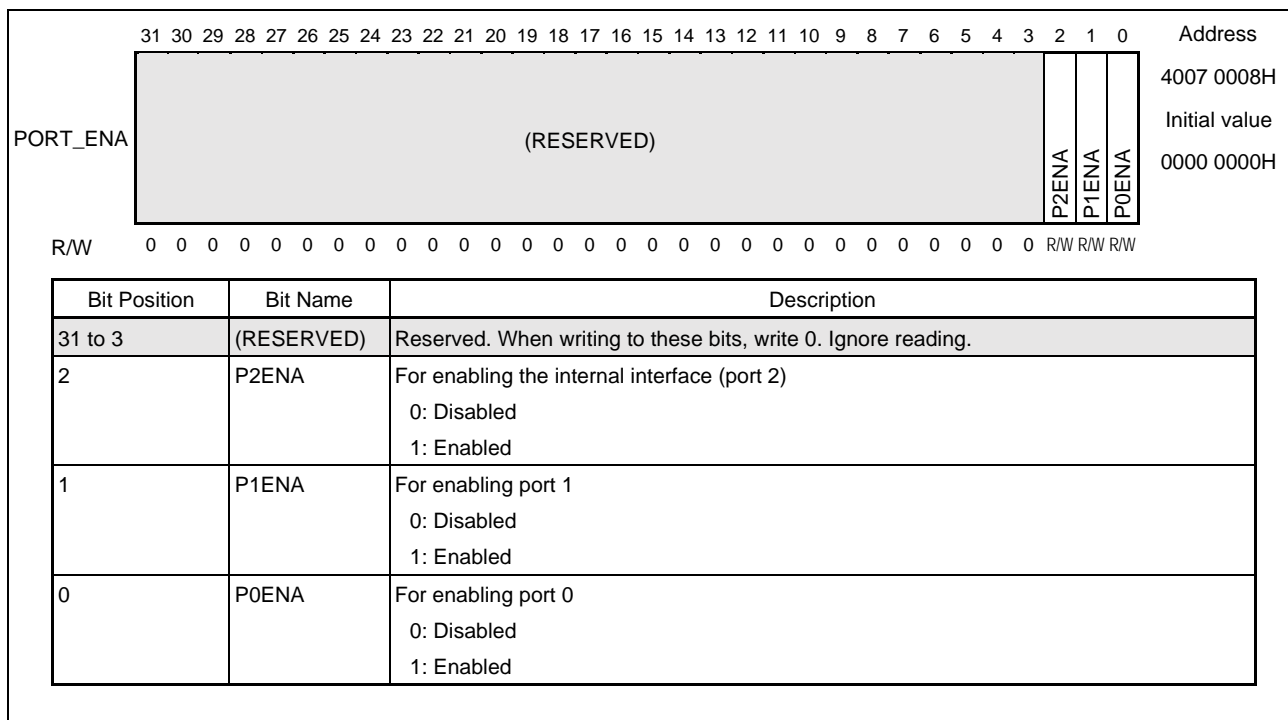 31 30 29 28 27 26 25 24 23 22 21 20 19 18 17 16 15 14 13 12 11 10 9 8 7 6 5 4 3 2 1 0 Address
4007 0008H
Initial value
PORT_ENA (RESERVED) P2ENA P1ENA P0ENA 0000 0000H
R/W 0 0 0 0 0 0 0 0 0 0 0 0 0 0 0 0 0 0 0 0 0 0 0 0 0 0 0 0 0 R/W R/W R/W
Bit Position Bit Name Description
31 to 3 (RESERVED) Reserved. When writing to these bits, write 0. Ignore reading.
2 P2ENA For enabling the internal interface (port 2)
0: Disabled
1: Enabled
1 P1ENA For enabling port 1
0: Disabled
1: Enabled
0 P0ENA For enabling port 0
0: Disabled
1: Enabled